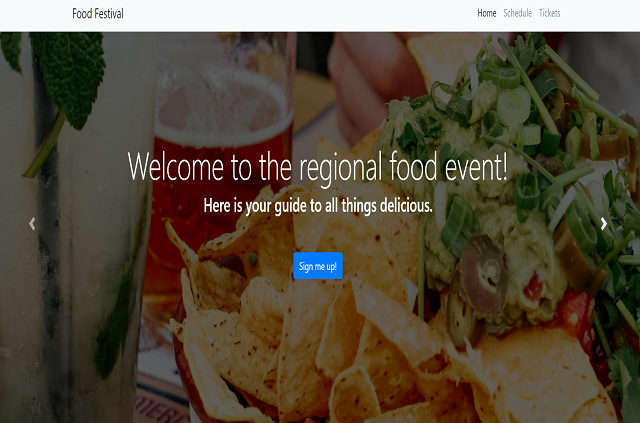 Food Festival
Home Schedule Tickets
Welcome to the regional food event!
Here is your guide to all things delicious.
Sign me up!